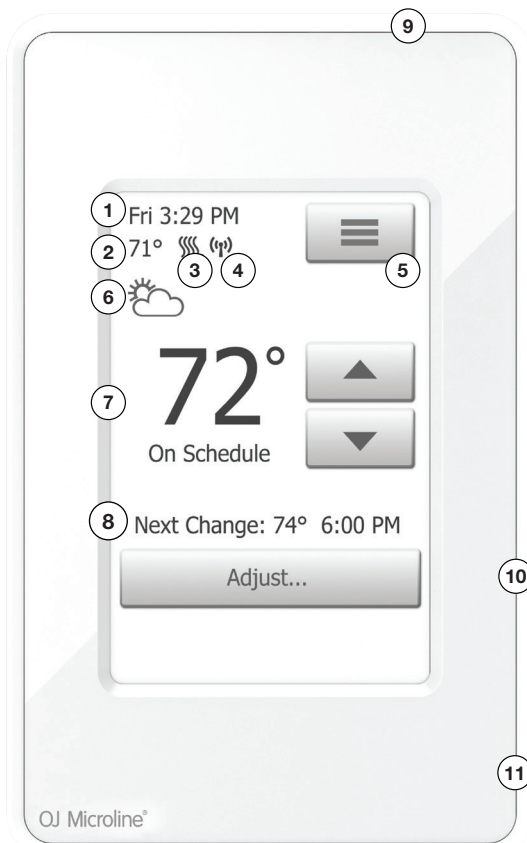 9
1 Fri 3:29 PM
2 71° 3 4 5
6
7 72°
On Schedule
8 Next Change: 74° 6:00 PM
Adjust...
10
11
OJ Microline®